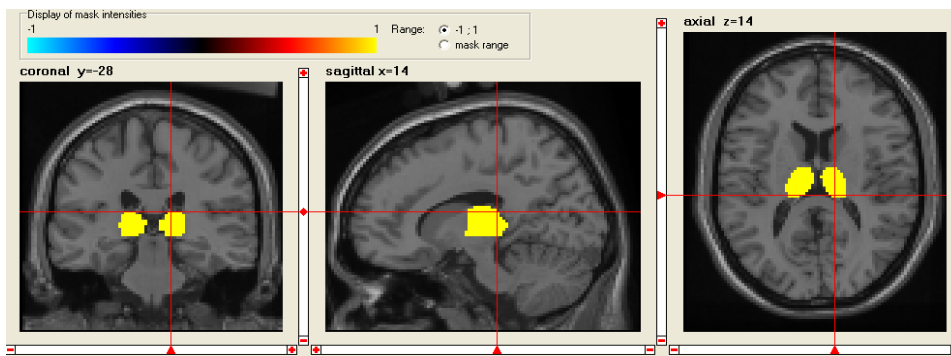 Display of mask intensities
-1 1
Range: -1 ; 1
mask range
coronal y=-28
sagittal x=14
axial z=14